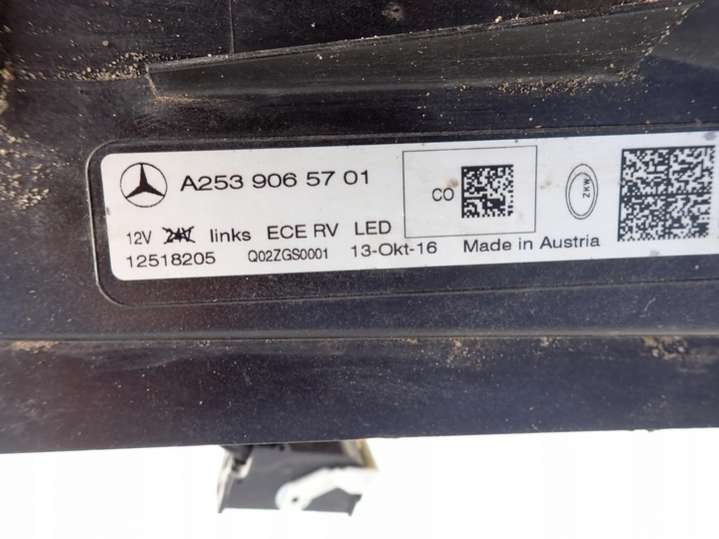 A253 906 57 01
CO
ZKW
12V 24V links ECE RV LED
12518205 Q02ZGS0001 13-Okt-16 Made in Austria